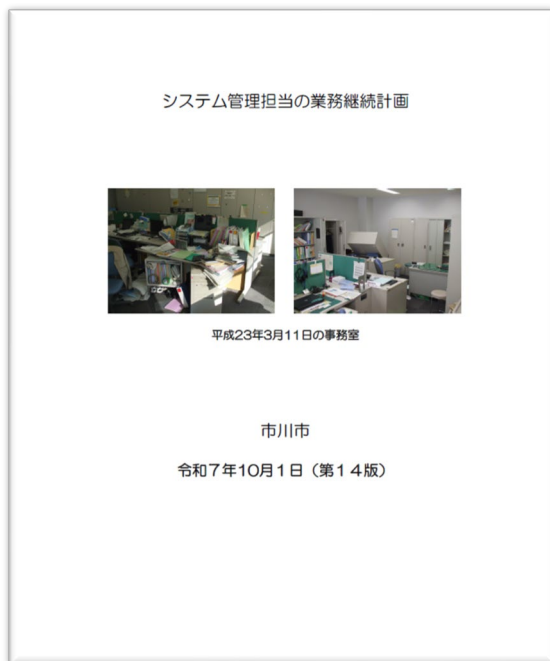 システム管理担当の業務継続計画
平成23年3月11日の事務室
市川市
令和7年10月1日（第14版）